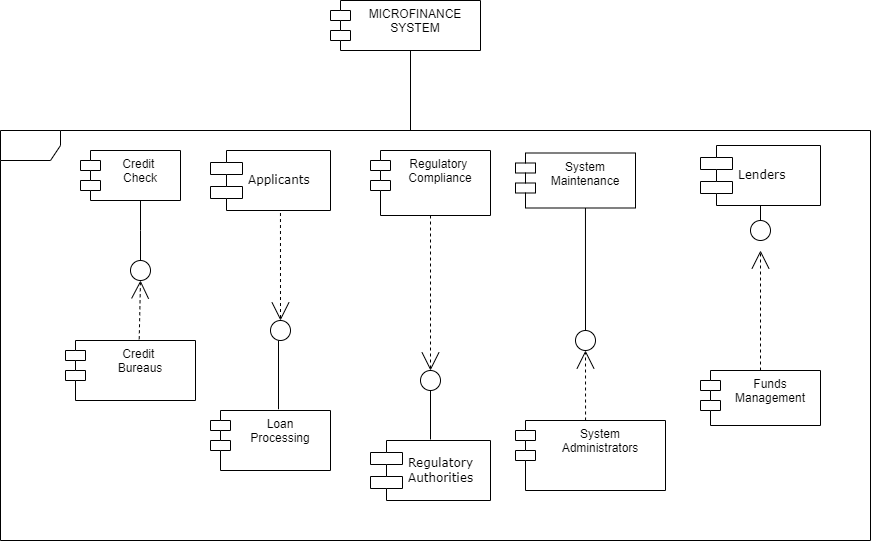 MICROFINANCE
SYSTEM
Credit
Check
Applicants
Regulatory
Compliance
System
Maintenance
Lenders
Credit
Bureaus
Loan
Processing
Regulatory
Authorities
System
Administrators
Funds
Management